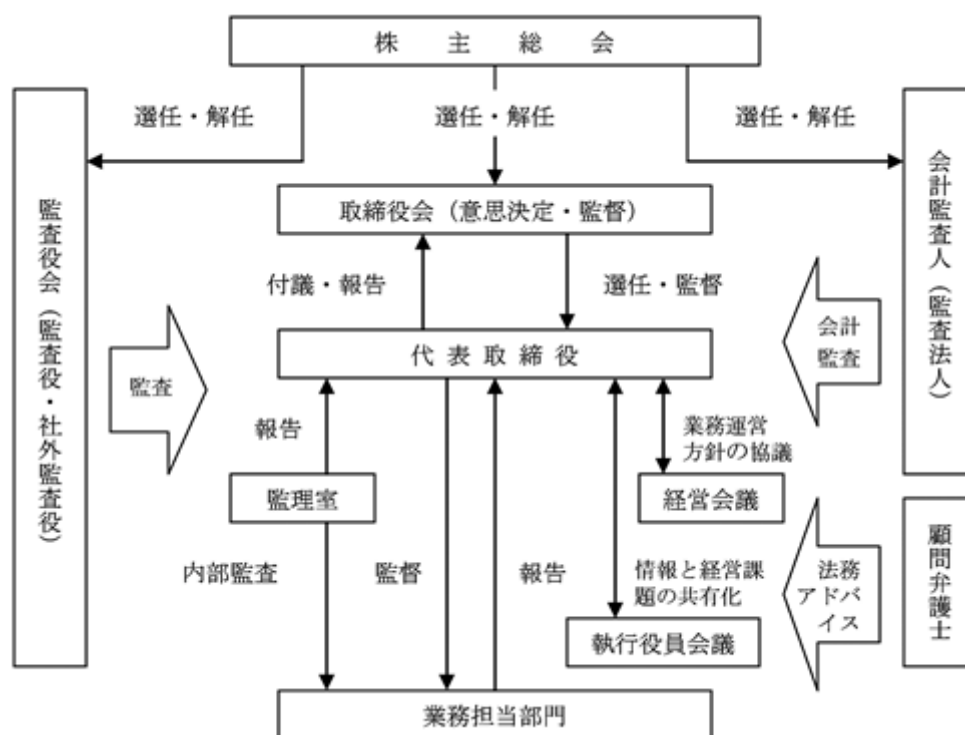 株主総会
選任・解任
選任・解任
選任・解任
監査役会（監査役・社外監査役）
会計監査人（監査法人）
取締役会（意思決定・監督）
付議・報告
選任・監督
代表取締役
監査
会計
監査
報告
業務運営
方針の協議
監理室
経営会議
内部監査
監督
報告
情報と経営課
題の共有化
法務
アドバ
イス
顧問弁護士
執行役員会議
業務担当部門